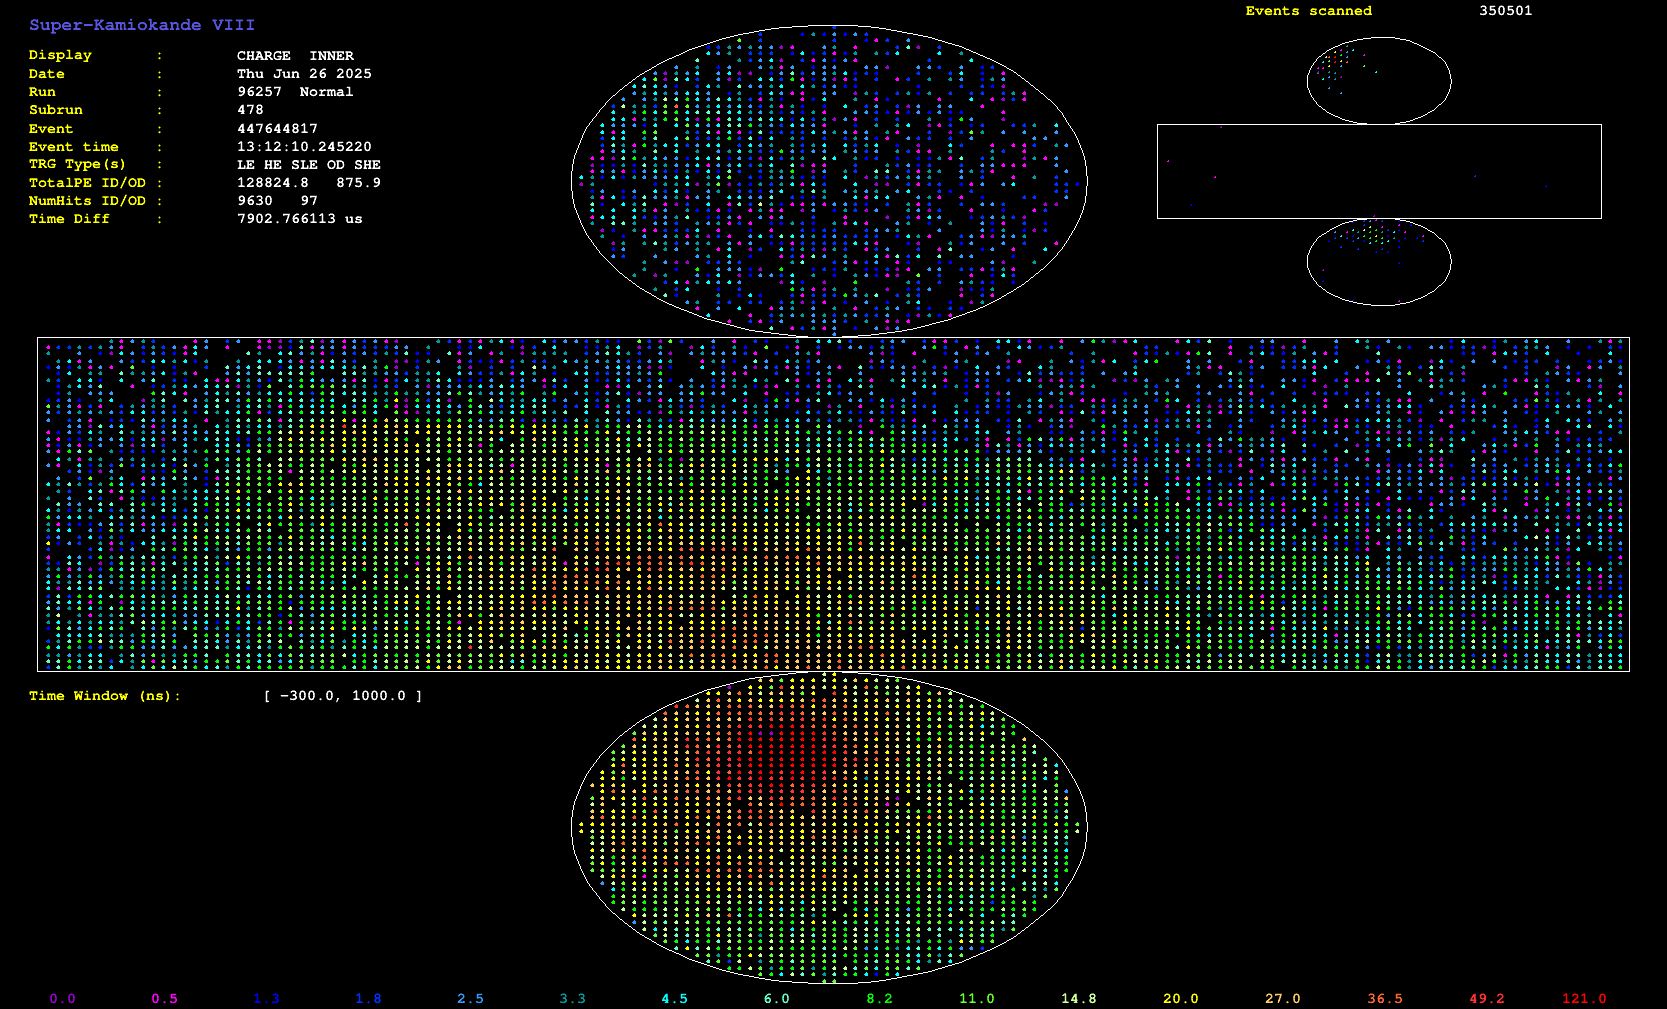 Super-Kamiokande VIII
Events scanned 350501
Display : CHARGE INNER
Date : Thu Jun 26 2025
Run : 96257 Normal
Subrun : 478
Event : 447644817
Event time : 13:12:10.245220
TRG Type(s) : LE HE SLE OD SHE
TotalPE ID/OD : 128824.8 875.9
NumHits ID/OD : 9630 97
Time Diff : 7902.766113 us
Time Window (ns): [ -300.0, 1000.0 ]
0.0 0.5 1.3 1.8 2.5 3.3 4.5 6.0 8.2 11.0 14.8 20.0 27.0 36.5 49.2 121.0